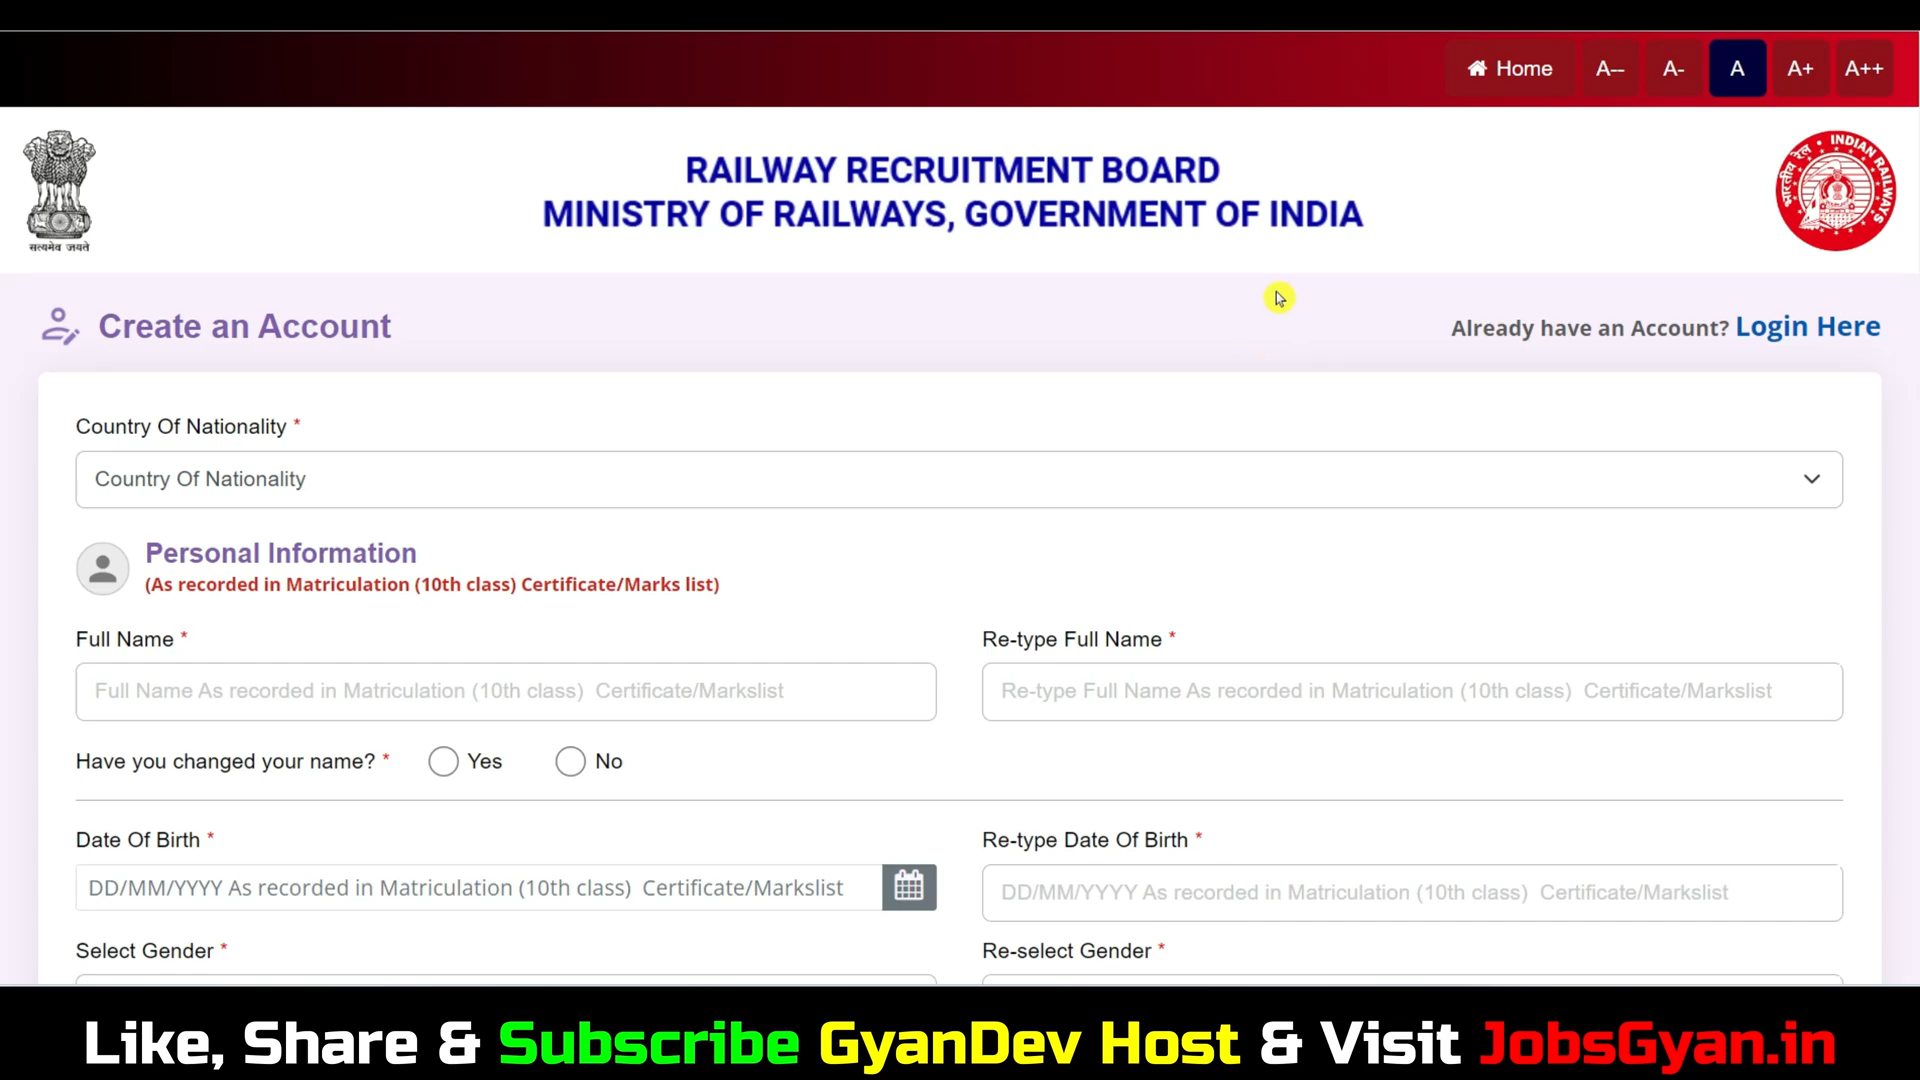 Home A-- A- A A+ A++
सत्यमेव जयते
RAILWAY RECRUITMENT BOARD
MINISTRY OF RAILWAYS, GOVERNMENT OF INDIA
भारतीय रेल INDIAN RAILWAYS
Create an Account
Already have an Account? Login Here
Country Of Nationality *
Country Of Nationality
Personal Information
(As recorded in Matriculation (10th class) Certificate/Marks list)
Full Name * Re-type Full Name *
Full Name As recorded in Matriculation (10th class) Certificate/Markslist Re-type Full Name As recorded in Matriculation (10th class) Certificate/Markslist
Have you changed your name? * Yes No
Date Of Birth * Re-type Date Of Birth *
DD/MM/YYYY As recorded in Matriculation (10th class) Certificate/Markslist DD/MM/YYYY As recorded in Matriculation (10th class) Certificate/Markslist
Select Gender * Re-select Gender *
Like, Share & Subscribe GyanDev Host & Visit JobsGyan.in